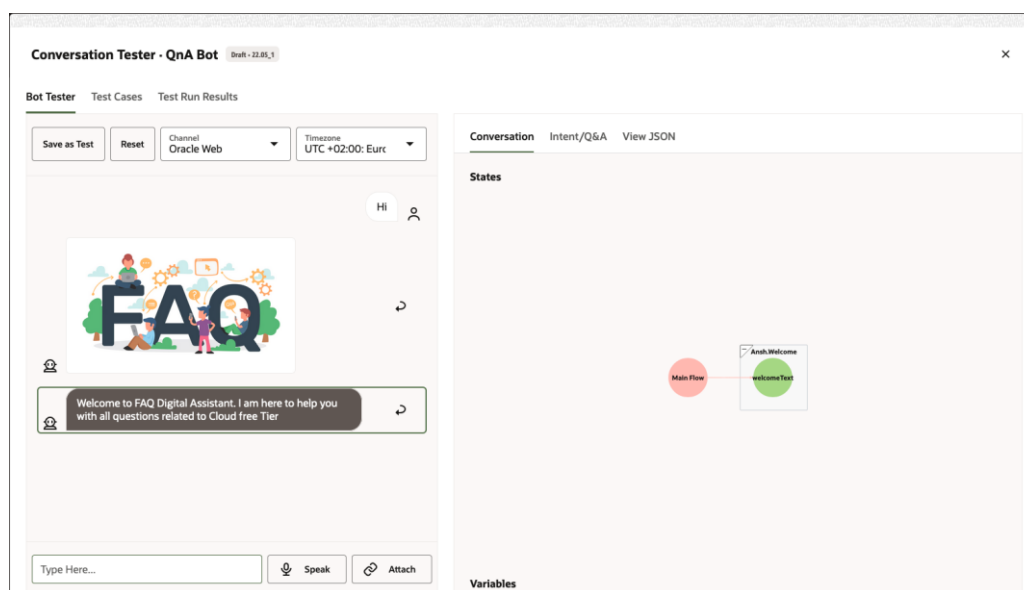 Conversation Tester · QnA Bot
Draft - 22.05_1
Bot Tester
Test Cases
Test Run Results
Save as Test
Reset
Channel
Oracle Web
Timezone
UTC +02:00: Eurc
Hi
FAQ
Welcome to FAQ Digital Assistant. I am here to help you
with all questions related to Cloud free Tier
Type Here...
Speak
Attach
Conversation
Intent/Q&A
View JSON
States
Ansh.Welcome
Main Flow
welcomeText
Variables